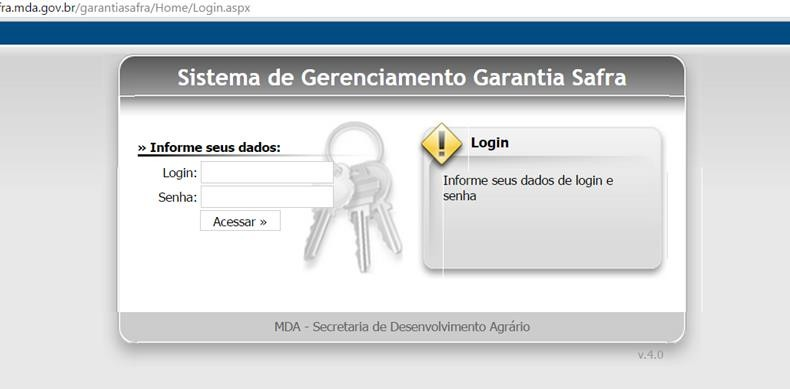 fra.mda.gov.br/garantiasafra/Home/Login.aspx
Sistema de Gerenciamento Garantia Safra
» Informe seus dados:
Login:
Senha:
Acessar »
Login
Informe seus dados de login e
senha
MDA - Secretaria de Desenvolvimento Agrário
v.4.0